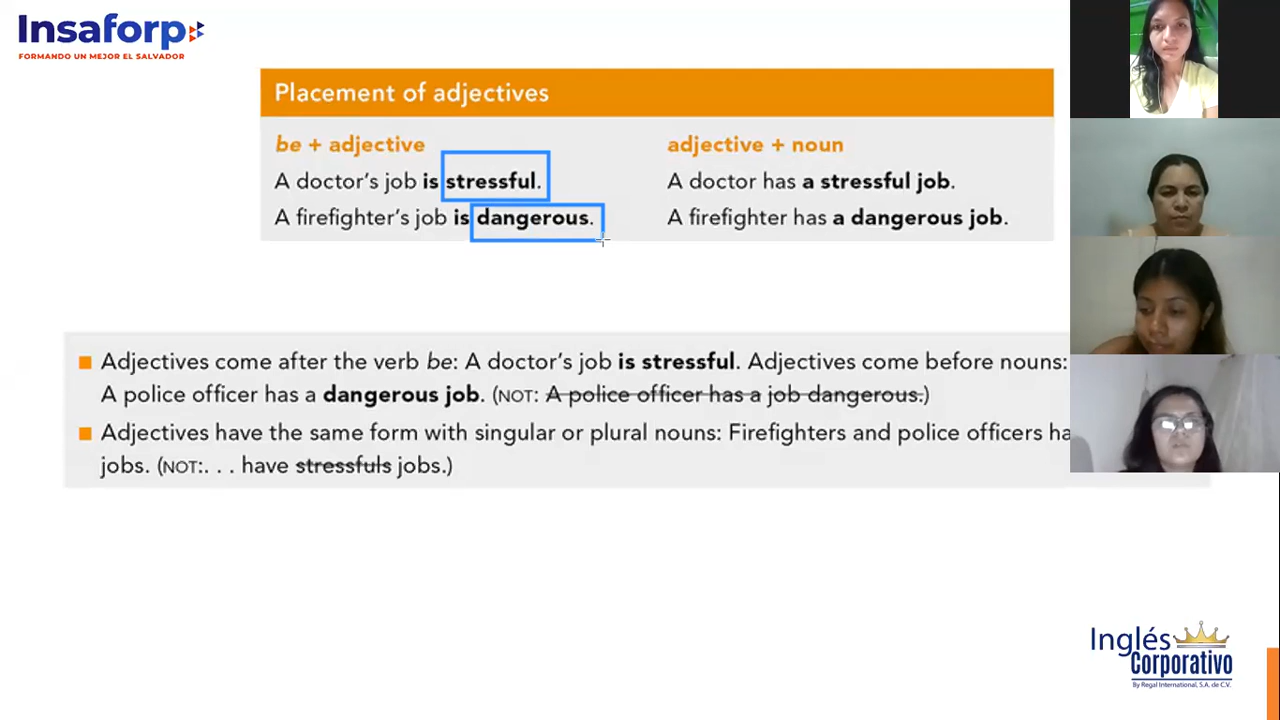 Insaforp
FORMANDO UN MEJOR EL SALVADOR
Placement of adjectives
be + adjective
A doctor's job is stressful.
A firefighter's job is dangerous.
adjective + noun
A doctor has a stressful job.
A firefighter has a dangerous job.
Adjectives come after the verb be: A doctor's job is stressful. Adjectives come before nouns:
A police officer has a dangerous job. (NOT: A police officer has a job dangerous.)
Adjectives have the same form with singular or plural nouns: Firefighters and police officers
jobs. (NOT:. . . have stressfuls jobs.)
Inglés
Corporativo
By Regal International, S.A. de C.V.